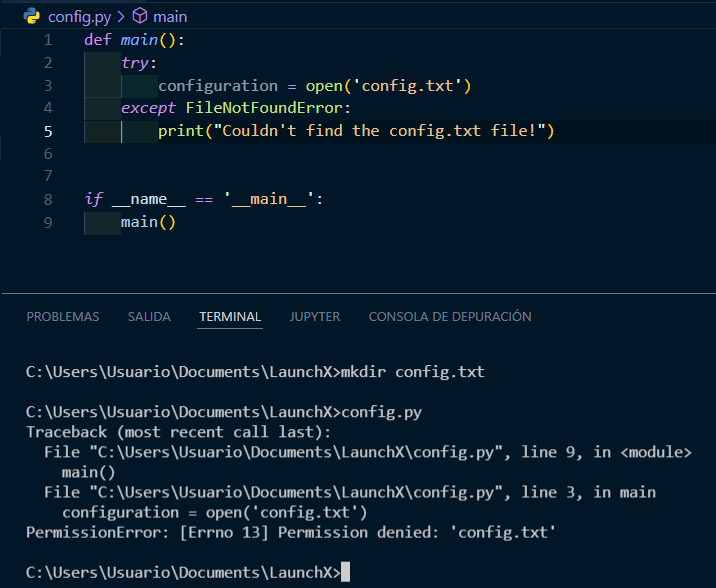 config.py > main
1 def main():
2     try:
3         configuration = open('config.txt')
4     except FileNotFoundError:
5         print("Couldn't find the config.txt file!")
6
7
8 if __name__ == '__main__':
9     main()
PROBLEMAS SALIDA TERMINAL JUPYTER CONSOLA DE DEPURACIÓN
C:\Users\Usuario\Documents\LaunchX>mkdir config.txt
C:\Users\Usuario\Documents\LaunchX>config.py
Traceback (most recent call last):
  File "C:\Users\Usuario\Documents\LaunchX\config.py", line 9, in <module>
    main()
  File "C:\Users\Usuario\Documents\LaunchX\config.py", line 3, in main
    configuration = open('config.txt')
PermissionError: [Errno 13] Permission denied: 'config.txt'
C:\Users\Usuario\Documents\LaunchX>